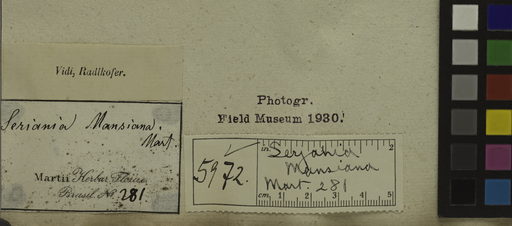 Vidi, Radlkofer.
Seriania Mansiana.
Mart.
Martii Herbar. Florae
Brasil. No. 281
Photogr.
Field Museum 1930.
5972.
in. 1 2
Serjania
Mansiana
Mart. 281
cm. 1 2 3 4 5